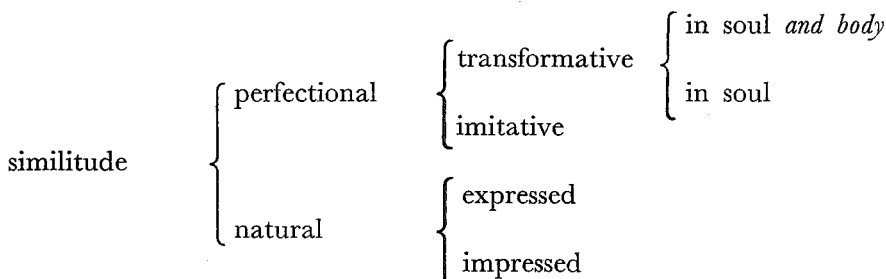 in soul and body
transformative
in soul
perfectional
imitative
similitude
expressed
natural
impressed